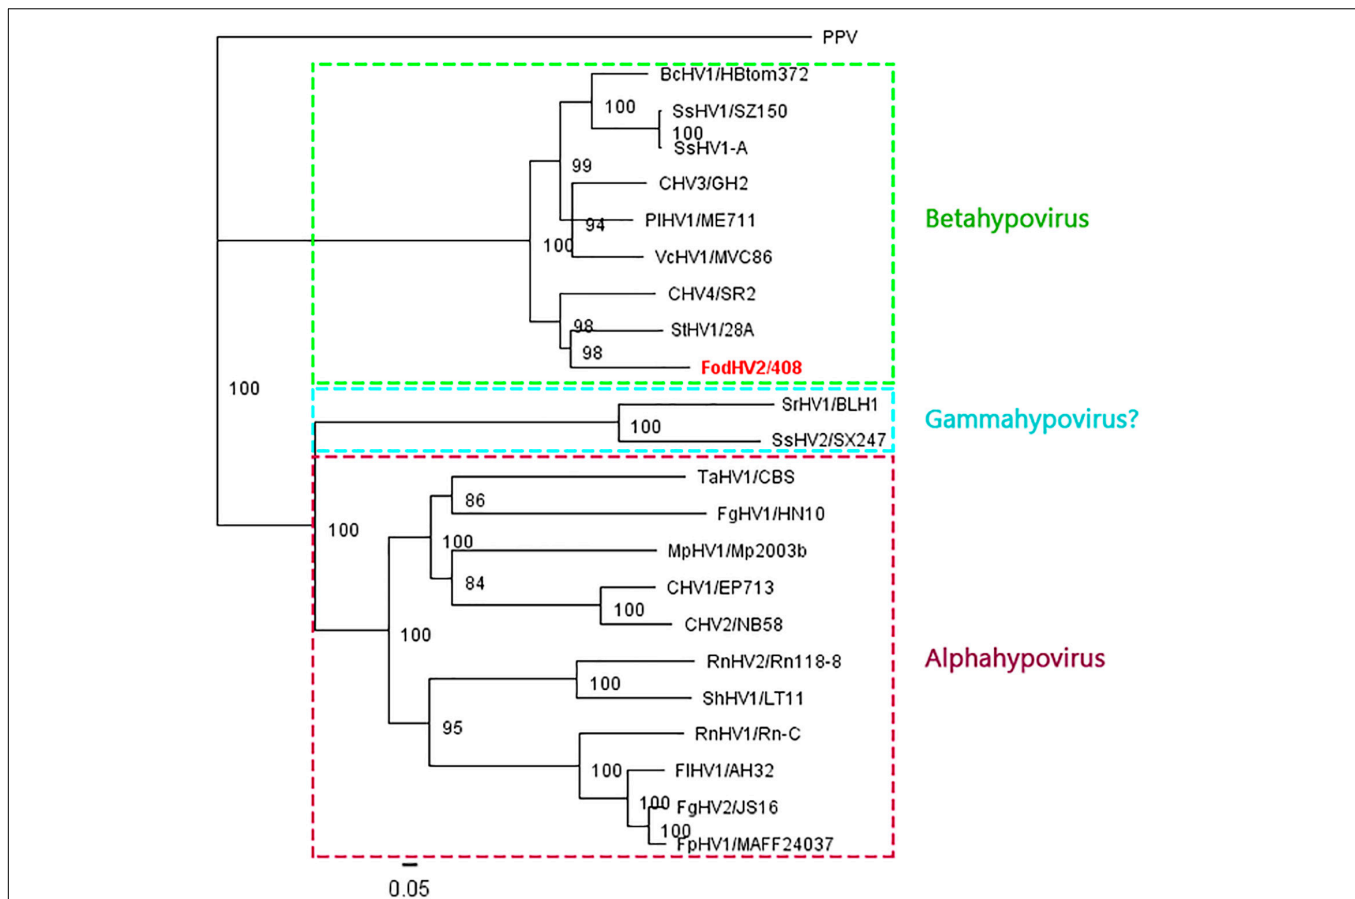 PPV
BcHV1/HBtom372
100
SsHV1/SZ150
100
SsHV1-A
99
CHV3/GH2
Betahypovirus
PlHV1/ME711
94
100
VcHV1/MVC86
CHV4/SR2
98
StHV1/28A
98
FodHV2/408
100
SrHV1/BLH1
Gammahypovirus?
100
SsHV2/SX247
TaHV1/CBS
86
FgHV1/HN10
100
100
MpHV1/Mp2003b
84
CHV1/EP713
100
CHV2/NB58
100
RnHV2/Rn118-8
Alphahypovirus
100
ShHV1/LT11
95
RnHV1/Rn-C
100
FlHV1/AH32
100
FgHV2/JS16
100
FpHV1/MAFF24037
0.05